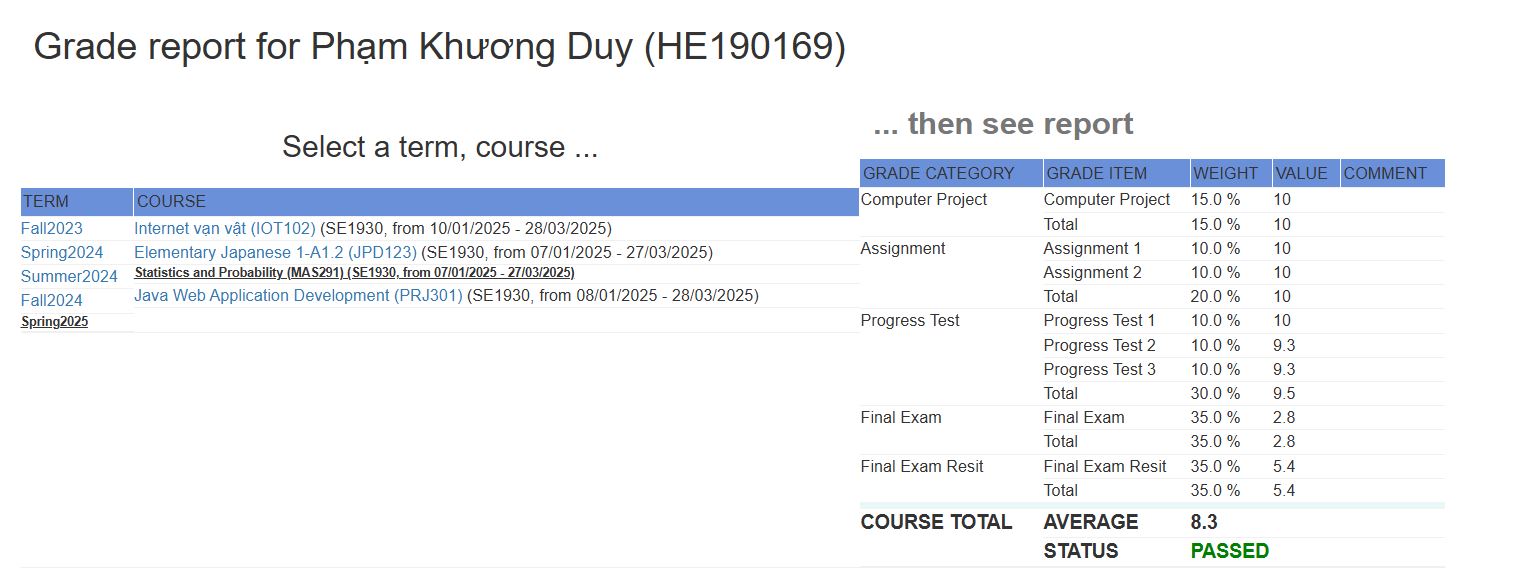 Grade report for Phạm Khương Duy (HE190169)
Select a term, course ...
TERM COURSE
Fall2023 Internet vạn vật (IOT102) (SE1930, from 10/01/2025 - 28/03/2025)
Spring2024 Elementary Japanese 1-A1.2 (JPD123) (SE1930, from 07/01/2025 - 27/03/2025)
Summer2024 Statistics and Probability (MAS291) (SE1930, from 07/01/2025 - 27/03/2025)
Fall2024 Java Web Application Development (PRJ301) (SE1930, from 08/01/2025 - 28/03/2025)
Spring2025
... then see report
GRADE CATEGORY GRADE ITEM WEIGHT VALUE COMMENT
Computer Project Computer Project 15.0 % 10
Total 15.0 % 10
Assignment Assignment 1 10.0 % 10
Assignment 2 10.0 % 10
Total 20.0 % 10
Progress Test Progress Test 1 10.0 % 10
Progress Test 2 10.0 % 9.3
Progress Test 3 10.0 % 9.3
Total 30.0 % 9.5
Final Exam Final Exam 35.0 % 2.8
Total 35.0 % 2.8
Final Exam Resit Final Exam Resit 35.0 % 5.4
Total 35.0 % 5.4
COURSE TOTAL AVERAGE 8.3
STATUS PASSED